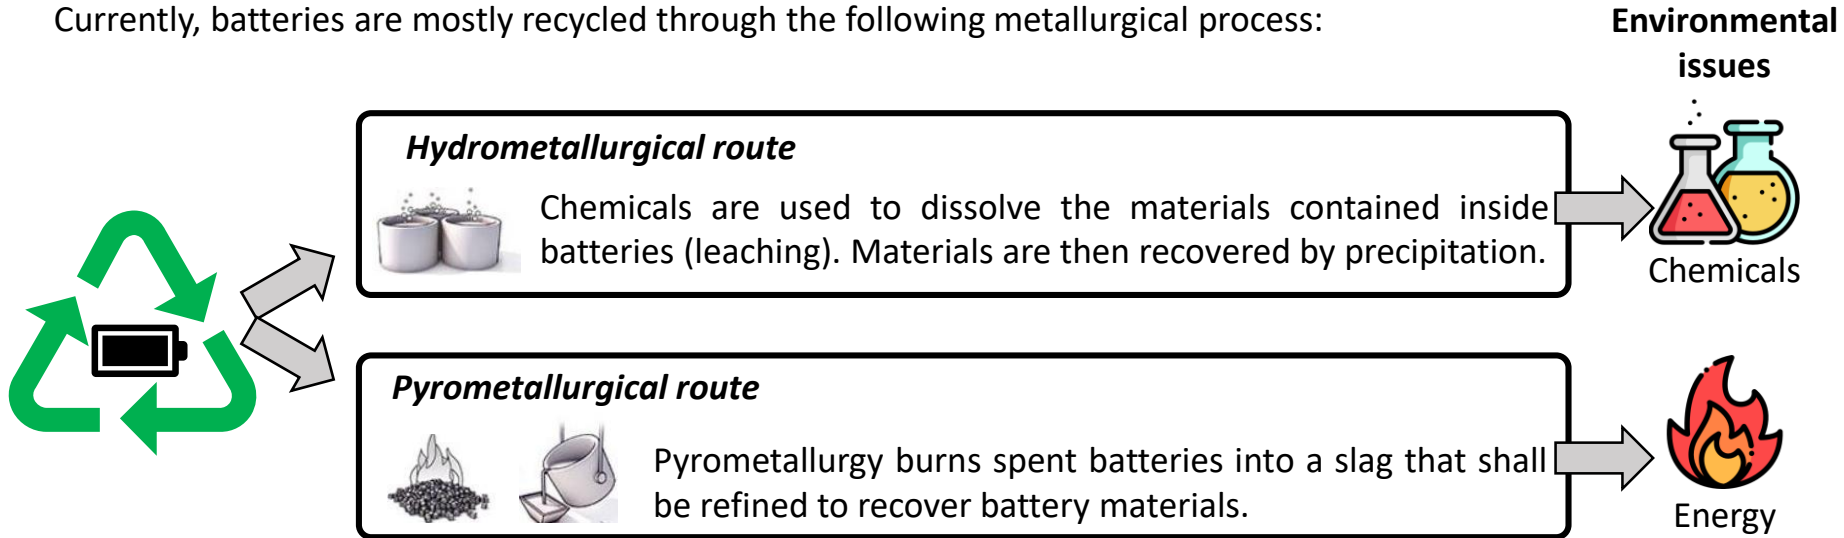 Currently, batteries are mostly recycled through the following metallurgical process:
Environmental
issues
Hydrometallurgical route
Chemicals are used to dissolve the materials contained inside
batteries (leaching). Materials are then recovered by precipitation.
Chemicals
Pyrometallurgical route
Pyrometallurgy burns spent batteries into a slag that shall
be refined to recover battery materials.
Energy